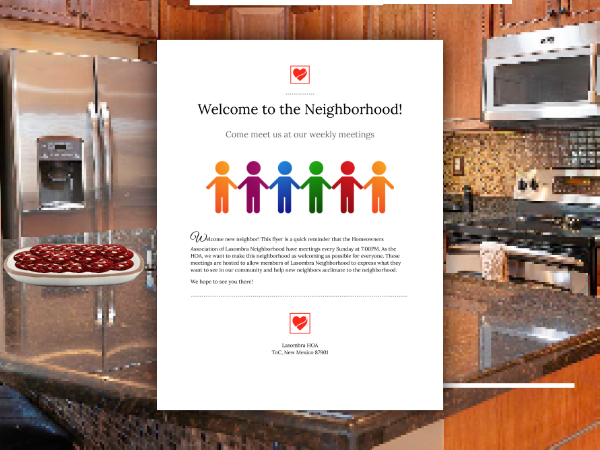 Welcome to the Neighborhood!
Come meet us at our weekly meetings
Welcome new neighbor! This flyer is a quick reminder that the Homeowners
Association of Lasombra Neighborhood have meetings every Sunday at 7:00PM. As the
HOA, we want to make this neighborhood as welcoming as possible for everyone. These
meetings are hosted to allow members of Lasombra Neighborhood to express what they
want to see in our community and help new neighbors acclimate to the neighborhood.
We hope to see you there!
Lasombra HOA
ToC, New Mexico 87901